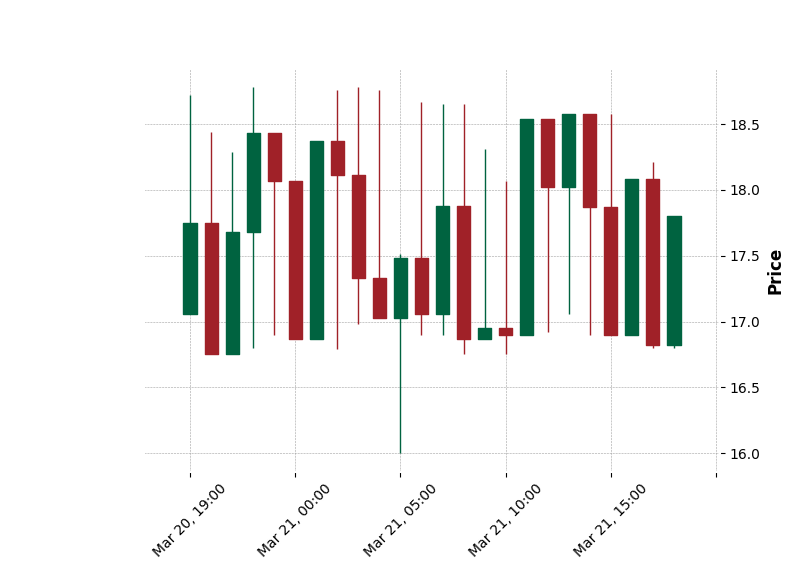 18.5
18.0
17.5
17.0
16.5
16.0
Price
Mar 20, 19:00
Mar 21, 00:00
Mar 21, 05:00
Mar 21, 10:00
Mar 21, 15:00